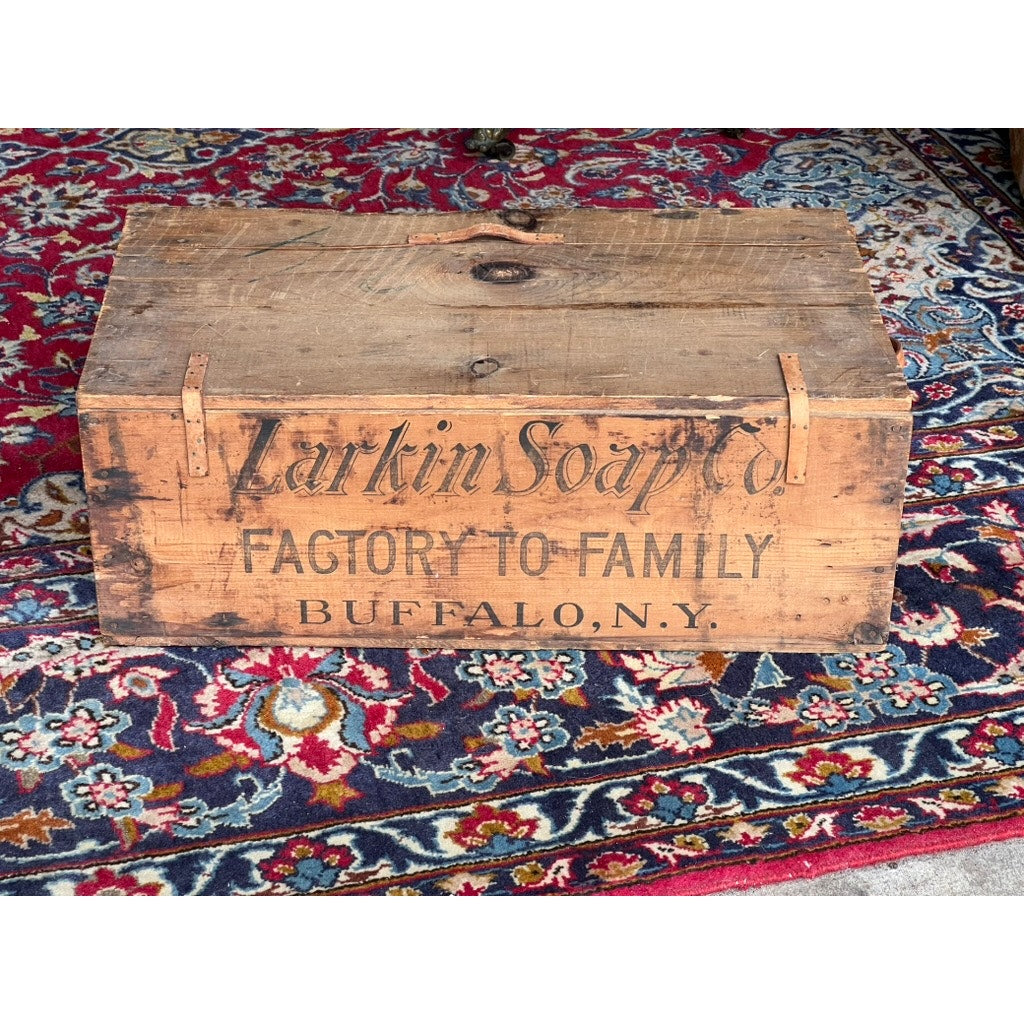 Larkin Soap Co.
FACTORY TO FAMILY
BUFFALO, N.Y.